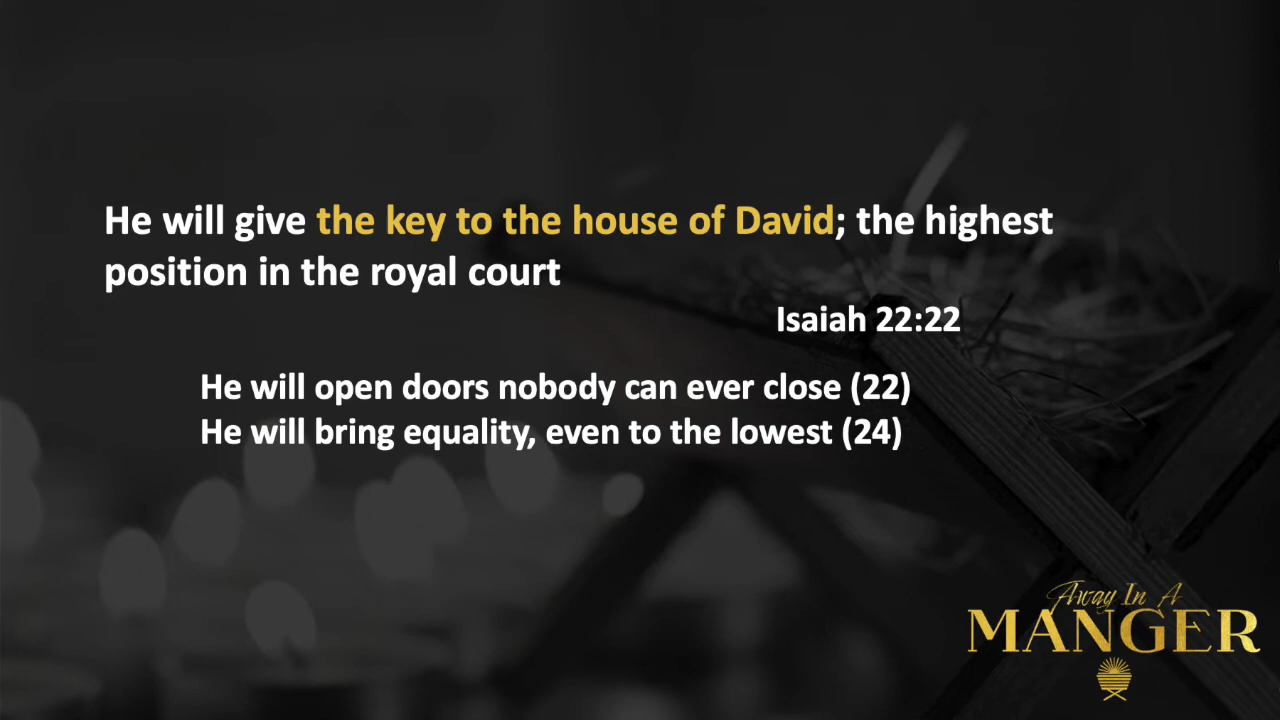 He will give the key to the house of David; the highest
position in the royal court
Isaiah 22:22
He will open doors nobody can ever close (22)
He will bring equality, even to the lowest (24)
Away In A
MANGER